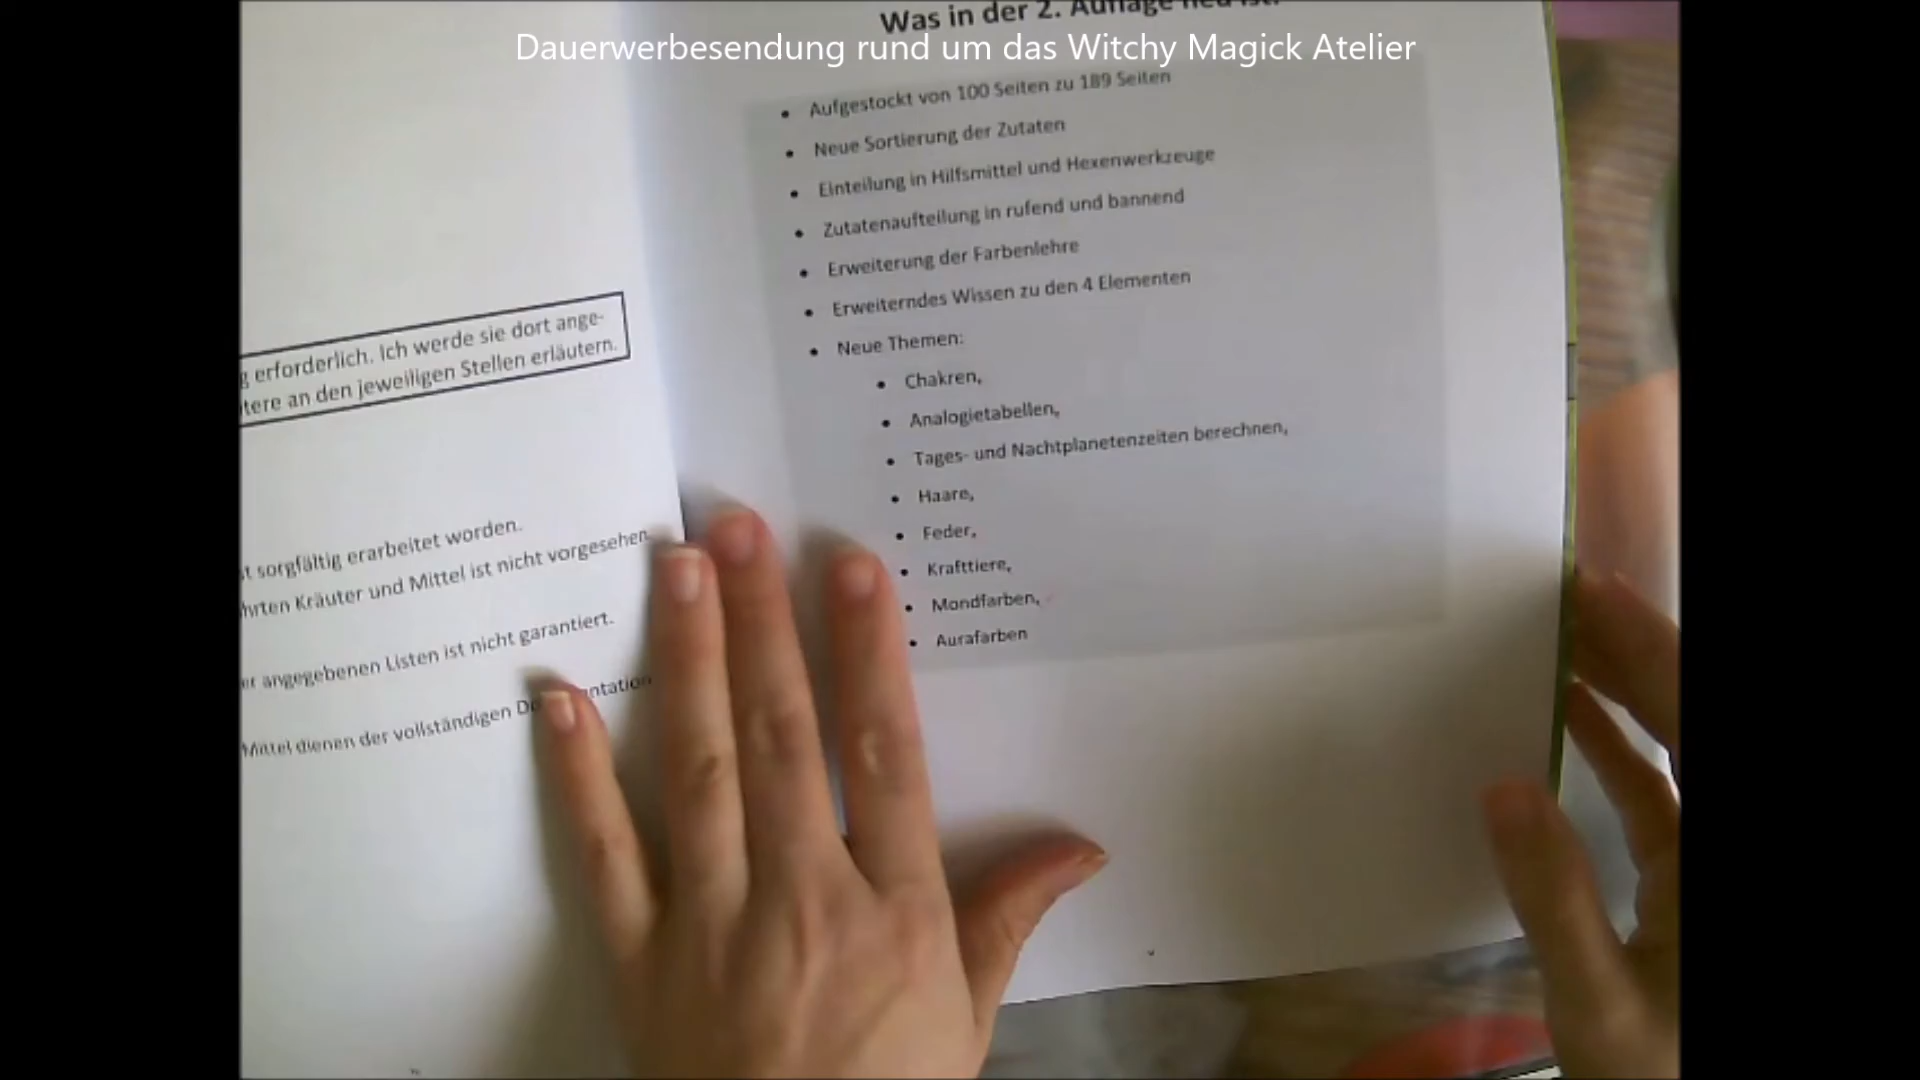 Was in der 2. Auflage neu ist:
Dauerwerbesendung rund um das Witchy Magick Atelier
erforderlich. Ich werde sie dort ange-
an den jeweiligen Stellen erläutern.
sorgfältig erarbeitet worden.
Kräuter und Mittel ist nicht vorgesehen
angegebenen Listen ist nicht garantiert.
Mittel dienen der vollständigen
• Aufgestockt von 100 Seiten zu 189 Seiten
• Neue Sortierung der Zutaten
• Einteilung in Hilfsmittel und Hexenwerkzeuge
• Zutatenaufteilung in rufend und bannend
• Erweiterung der Farbenlehre
• Erweiterndes Wissen zu den 4 Elementen
• Neue Themen:
• Chakren,
• Analogietabellen,
• Tages- und Nachtplanetenzeiten berechnen,
• Haare,
• Feder,
• Krafttiere,
• Mondfarben,
• Aurafarben